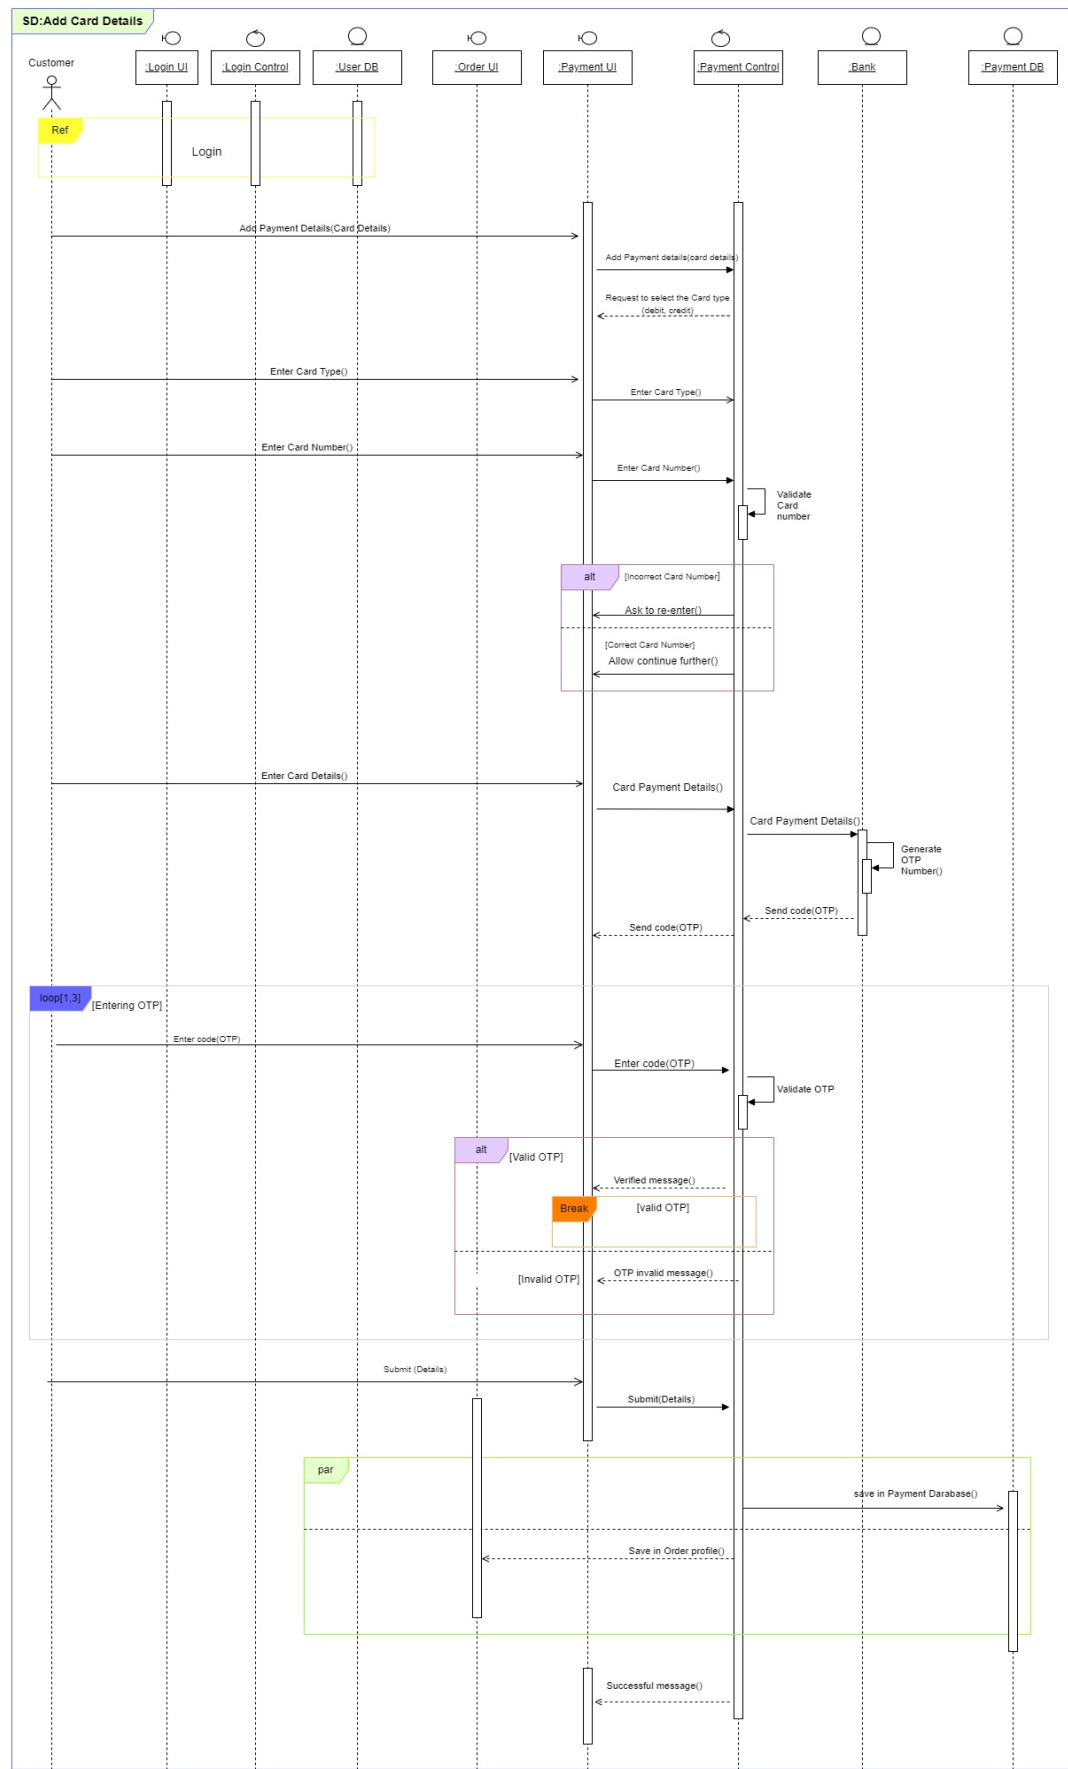 SD:Add Card Details
Customer
:Login UI
:Login Control
:User DB
:Order UI
:Payment UI
:Payment Control
:Bank
:Payment DB
Ref
Login
Add Payment Details(Card Details)
Add Payment details(card details)
Request to select the Card type
(debit, credit)
Enter Card Type()
Enter Card Type()
Enter Card Number()
Enter Card Number()
Validate
Card
number
alt
[Incorrect Card Number]
Ask to re-enter()
[Correct Card Number]
Allow continue further()
Enter Card Details()
Card Payment Details()
Card Payment Details()
Generate
OTP
Number()
Send code(OTP)
Send code(OTP)
loop[1,3]
[Entering OTP]
Enter code(OTP)
Enter code(OTP)
Validate OTP
alt
[Valid OTP]
Verified message()
Break
[valid OTP]
[Invalid OTP]
OTP invalid message()
Submit (Details)
Submit(Details)
par
save in Payment Darabase()
Save in Order profile()
Successful message()